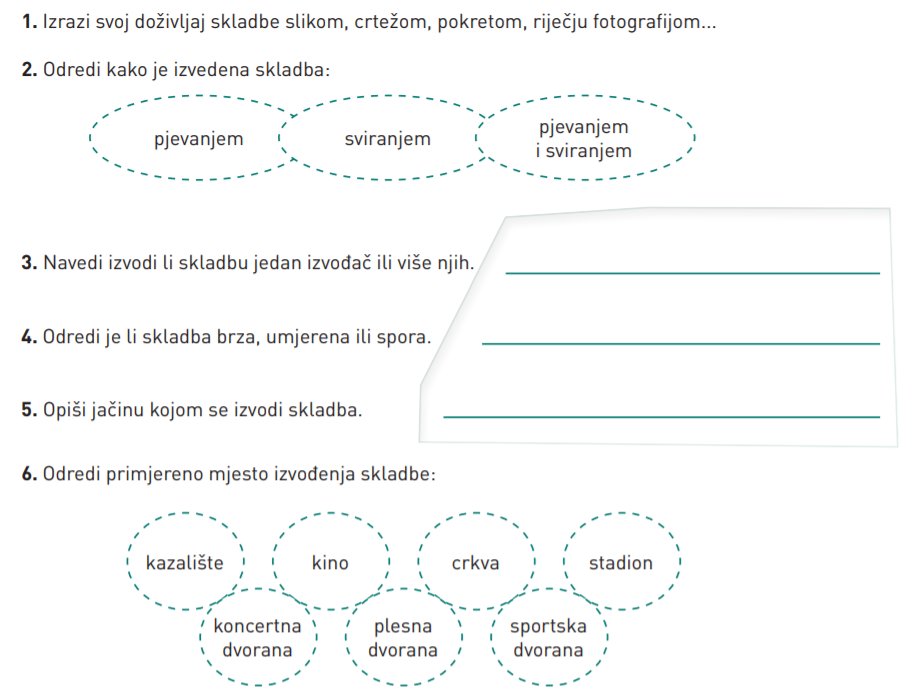 1. Izrazi svoj doživljaj skladbe slikom, crtežom, pokretom, riječju fotografijom...
2. Odredi kako je izvedena skladba:
pjevanjem
sviranjem
pjevanjem
i sviranjem
3. Navedi izvodi li skladbu jedan izvođač ili više njih.
4. Odredi je li skladba brza, umjerena ili spora.
5. Opiši jačinu kojom se izvodi skladba.
6. Odredi primjereno mjesto izvođenja skladbe:
kazalište
kino
crkva
stadion
koncertna
dvorana
plesna
dvorana
sportska
dvorana